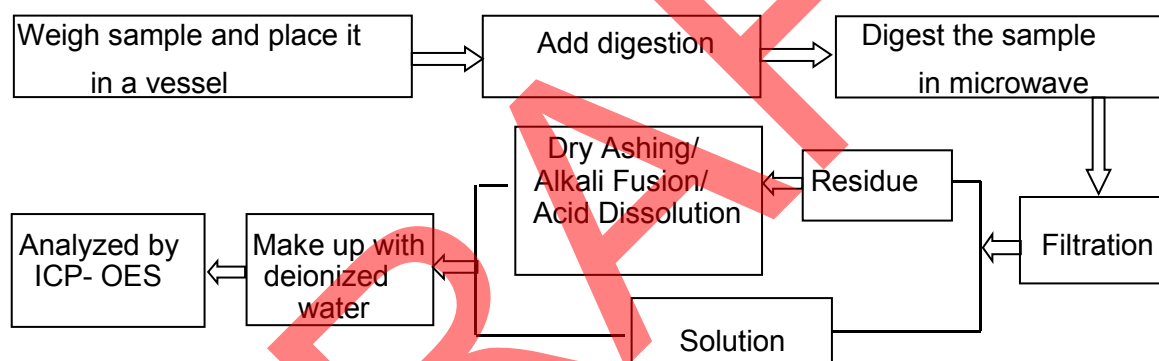 Weigh sample and place it
in a vessel
Add digestion
Digest the sample
in microwave
Dry Ashing/
Alkali Fusion/
Acid Dissolution
Residue
Filtration
Analyzed by
ICP- OES
Make up with
deionized
water
Solution